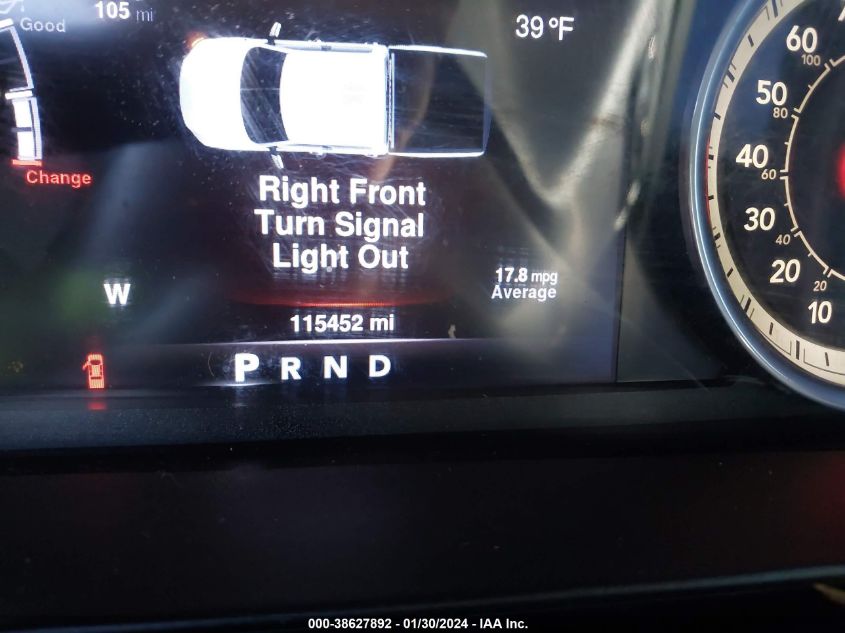 Good
105 mi
39 °F
Change
Right Front
Turn Signal
Light Out
W
17.8 mpg
Average
115452 mi
P R N D
60
100
50
80
40
60
30
40
20
20
10
000-38627892 - 01/30/2024 - IAA Inc.